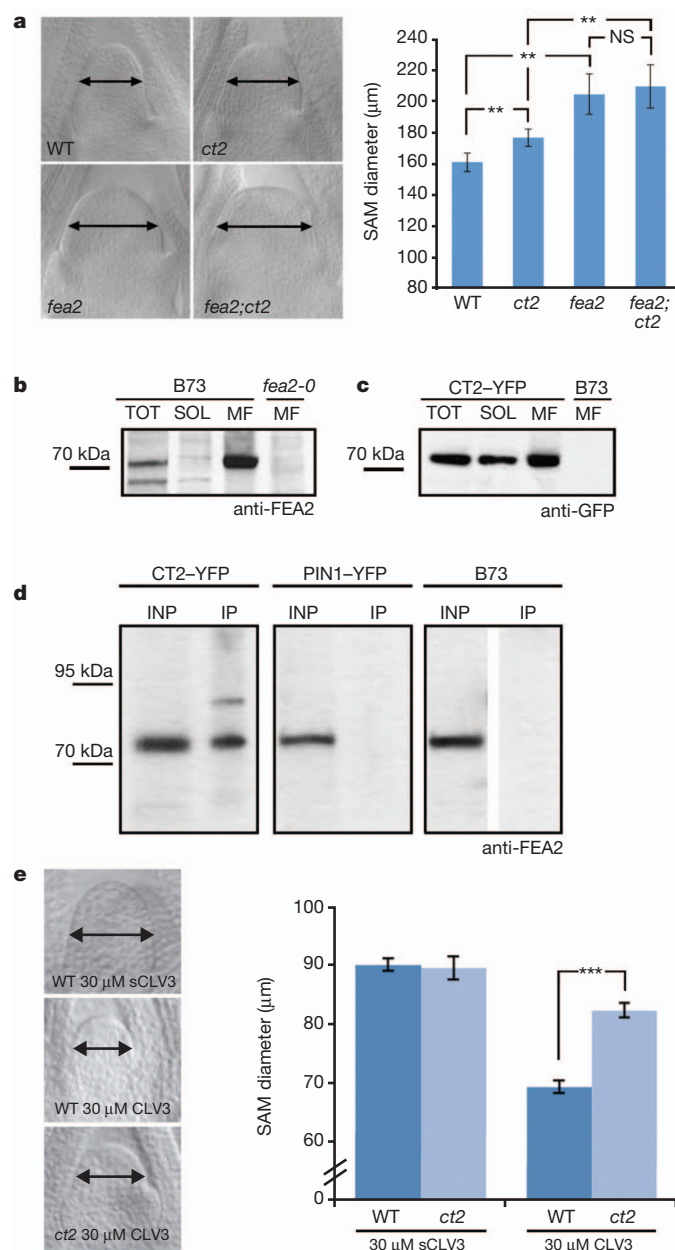 a
WT
ct2
fea2
fea2;ct2
SAM diameter (μm)
240
220
200
180
160
140
120
100
80
**
**
**
NS
WT ct2 fea2 fea2;
ct2
b
B73 fea2-0
TOT SOL MF MF
70 kDa
anti-FEA2
c
CT2–YFP B73
TOT SOL MF MF
70 kDa
anti-GFP
d
CT2–YFP PIN1–YFP B73
INP IP INP IP INP IP
95 kDa
70 kDa
anti-FEA2
e
WT 30 μM sCLV3
WT 30 μM CLV3
ct2 30 μM CLV3
SAM diameter (μm)
100
90
80
70
60
0
***
WT ct2 WT ct2
30 μM sCLV3 30 μM CLV3